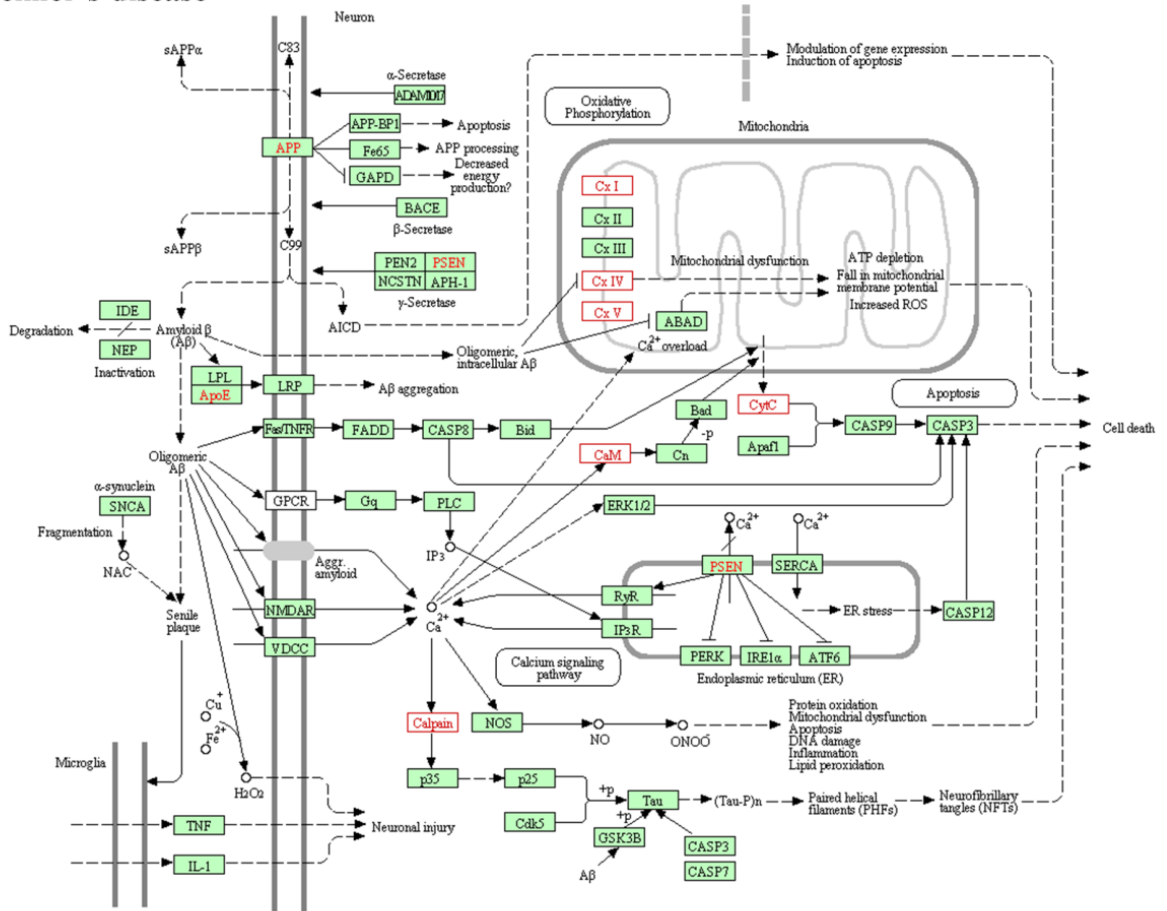 Neuron
sAPPα
C83
α-Secretase
ADAM10/17
Modulation of gene expression
Induction of apoptosis
Oxidative
Phosphorylation
Mitochondria
APP
APP-BP1
Apoptosis
Fe65
APP processing
GAPD
Decreased
energy
production?
BACE
β-Secretase
sAPPβ
C99
PEN2
PSEN
NCSTN
APH-1
γ-Secretase
Cx I
Cx II
Cx III
Cx IV
Cx V
Mitochondrial dysfunction
ATP depletion
Fall in mitochondrial
membrane potential
Increased ROS
ABAD
Ca2+ overload
IDE
NEP
Degradation
Inactivation
Amyloid β
(Aβ)
AICD
Oligomeric,
intracellular Aβ
LPL
ApoE
LRP
Aβ aggregation
Fas/TNFR
FADD
CASP8
Bid
Bad
-p
CytC
Apaf1
CASP9
CASP3
Apoptosis
Cell death
CaM
Cn
Oligomeric
Aβ
α-synuclein
SNCA
Fragmentation
NAC
GPCR
Gq
PLC
IP3
ERK1/2
Aggr.
amyloid
Ca2+
Ca2+
PSEN
SERCA
RyR
IP3R
ER stress
CASP12
PERK
IRE1α
ATF6
Endoplasmic reticulum (ER)
Senile
plaque
NMDAR
VDCC
Ca2+
Calcium signaling
pathway
Cu+
Fe2+
H2O2
Calpain
NOS
NO
ONOO-
Protein oxidation
Mitochondrial dysfunction
Apoptosis
DNA damage
Inflammation
Lipid peroxidation
Microglia
TNF
IL-1
Neuronal injury
p35
p25
Cdk5
+p
Tau
+p
GSK3B
Aβ
CASP3
CASP7
(Tau-P)n
Paired helical
filaments (PHFs)
Neurofibrillary
tangles (NFTs)